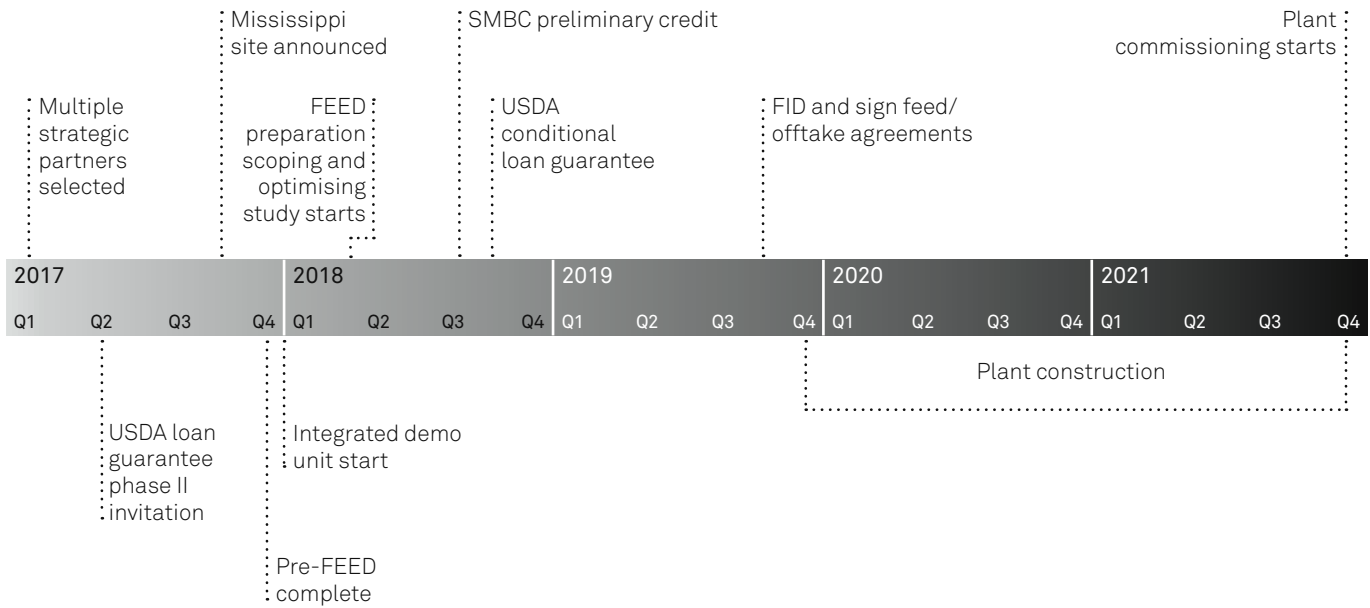 Mississippi
site announced
SMBC preliminary credit
Plant
commissioning starts
Multiple
strategic
partners
selected
FEED
preparation
scoping and
optimising
study starts
USDA
conditional
loan guarantee
FID and sign feed/
offtake agreements
2017
2018
2019
2020
2021
Q1 Q2 Q3 Q4 Q1 Q2 Q3 Q4 Q1 Q2 Q3 Q4 Q1 Q2 Q3 Q4 Q1 Q2 Q3 Q4
Plant construction
USDA loan
guarantee
phase II
invitation
Integrated demo
unit start
Pre-FEED
complete